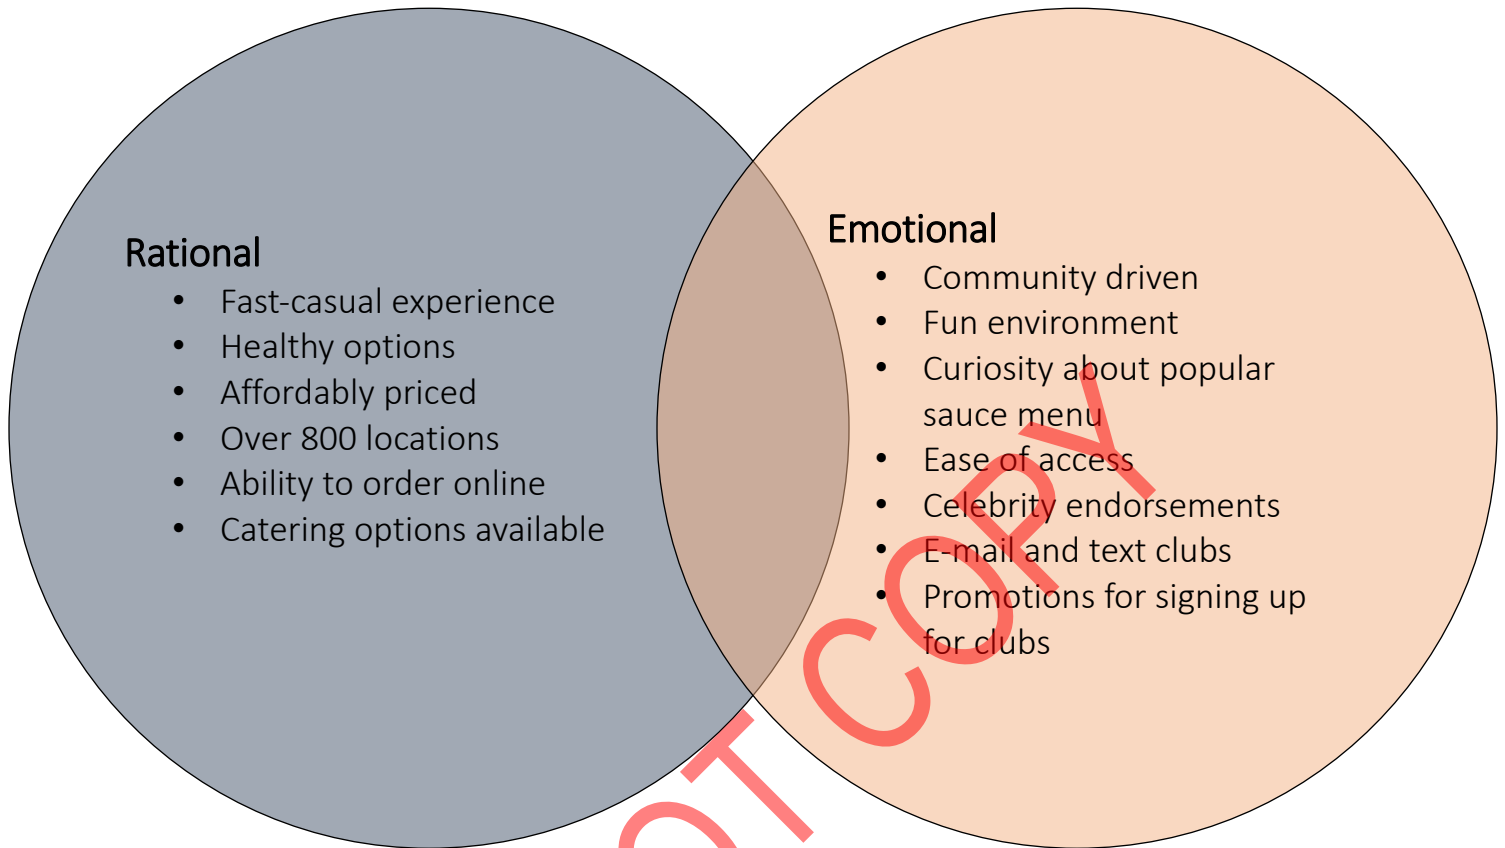 Rational
• Fast-casual experience
• Healthy options
• Affordably priced
• Over 800 locations
• Ability to order online
• Catering options available
Emotional
• Community driven
• Fun environment
• Curiosity about popular
sauce menu
• Ease of access
• Celebrity endorsements
• E-mail and text clubs
• Promotions for signing up
for clubs
OT COPY